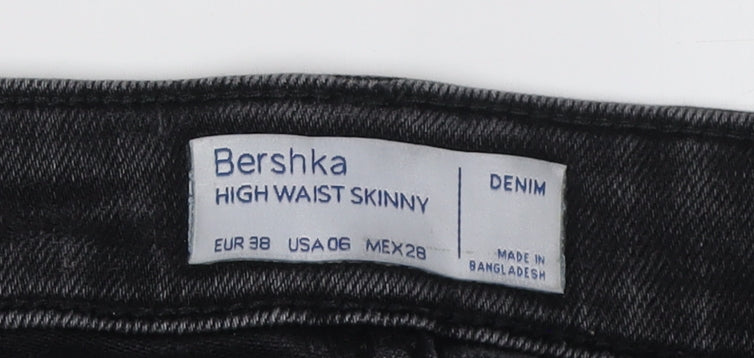 Bershka
HIGH WAIST SKINNY
EUR 38 USA 06 MEX 28
DENIM
MADE IN
BANGLADESH